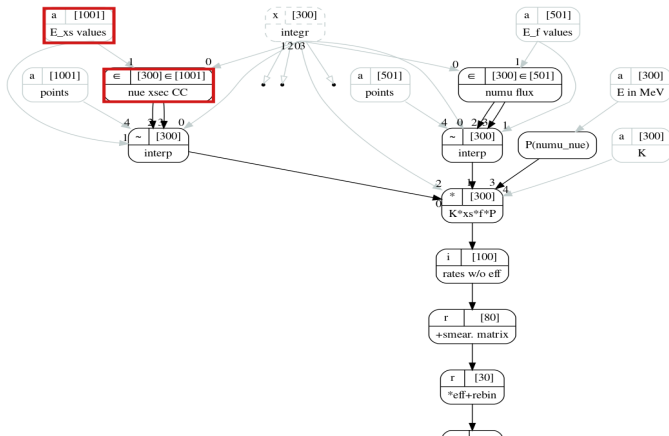 a [1001]
E_xs values
x [300]
integr
a [501]
E_f values
1 0 1 2 0 3 0 1
a [1001]
points
∈ [300]∈[1001]
nue xsec CC
a [501]
points
∈ [300]∈[501]
numu flux
a [300]
E in MeV
4 0 4 0 2 3 1
1 ~ [300]
interp
~ [300]
interp
P(numu_nue)
a [300]
K
2 1 3 4
0 * [300]
K*xs*f*P
i [100]
rates w/o eff
r [80]
+smear. matrix
r [30]
*eff+rebin